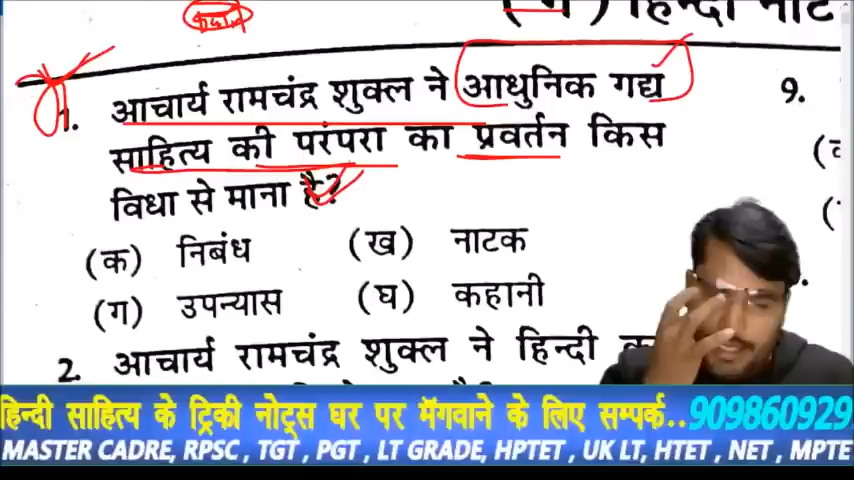 (ग) हिन्दी नाट
1. आचार्य रामचंद्र शुक्ल ने आधुनिक गद्य
साहित्य की परंपरा का प्रवर्तन किस
विधा से माना है?
(क) निबंध (ख) नाटक
(ग) उपन्यास (घ) कहानी
2. आचार्य रामचंद्र शुक्ल ने हिन्दी
9.
हिन्दी साहित्य के ट्रिकी नोट्स घर पर मॅगवाने के लिए सम्पर्क..909860929
MASTER CADRE, RPSC , TGT , PGT , LT GRADE, HPTET , UK LT, HTET , NET , MPTE